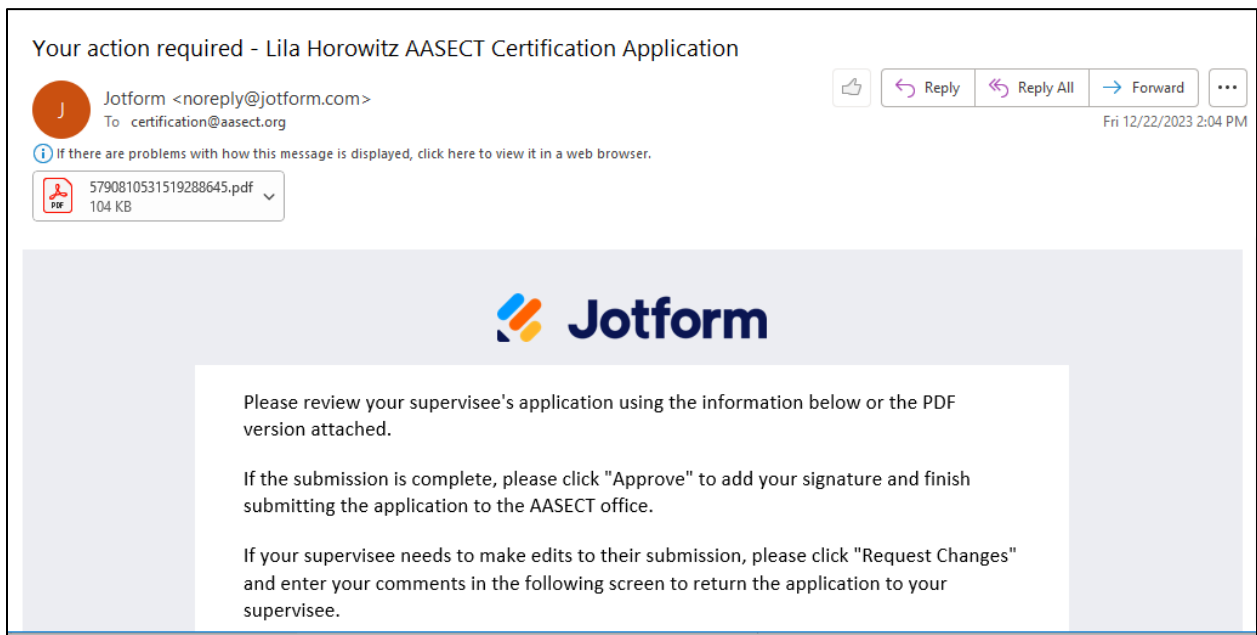 Your action required - Lila Horowitz AASECT Certification Application
J
Jotform <noreply@jotform.com>
To certification@aasect.org
Reply
Reply All
Forward
Fri 12/22/2023 2:04 PM
If there are problems with how this message is displayed, click here to view it in a web browser.
PDF
5790810531519288645.pdf
104 KB
Jotform
Please review your supervisee's application using the information below or the PDF
version attached.
If the submission is complete, please click "Approve" to add your signature and finish
submitting the application to the AASECT office.
If your supervisee needs to make edits to their submission, please click "Request Changes"
and enter your comments in the following screen to return the application to your
supervisee.